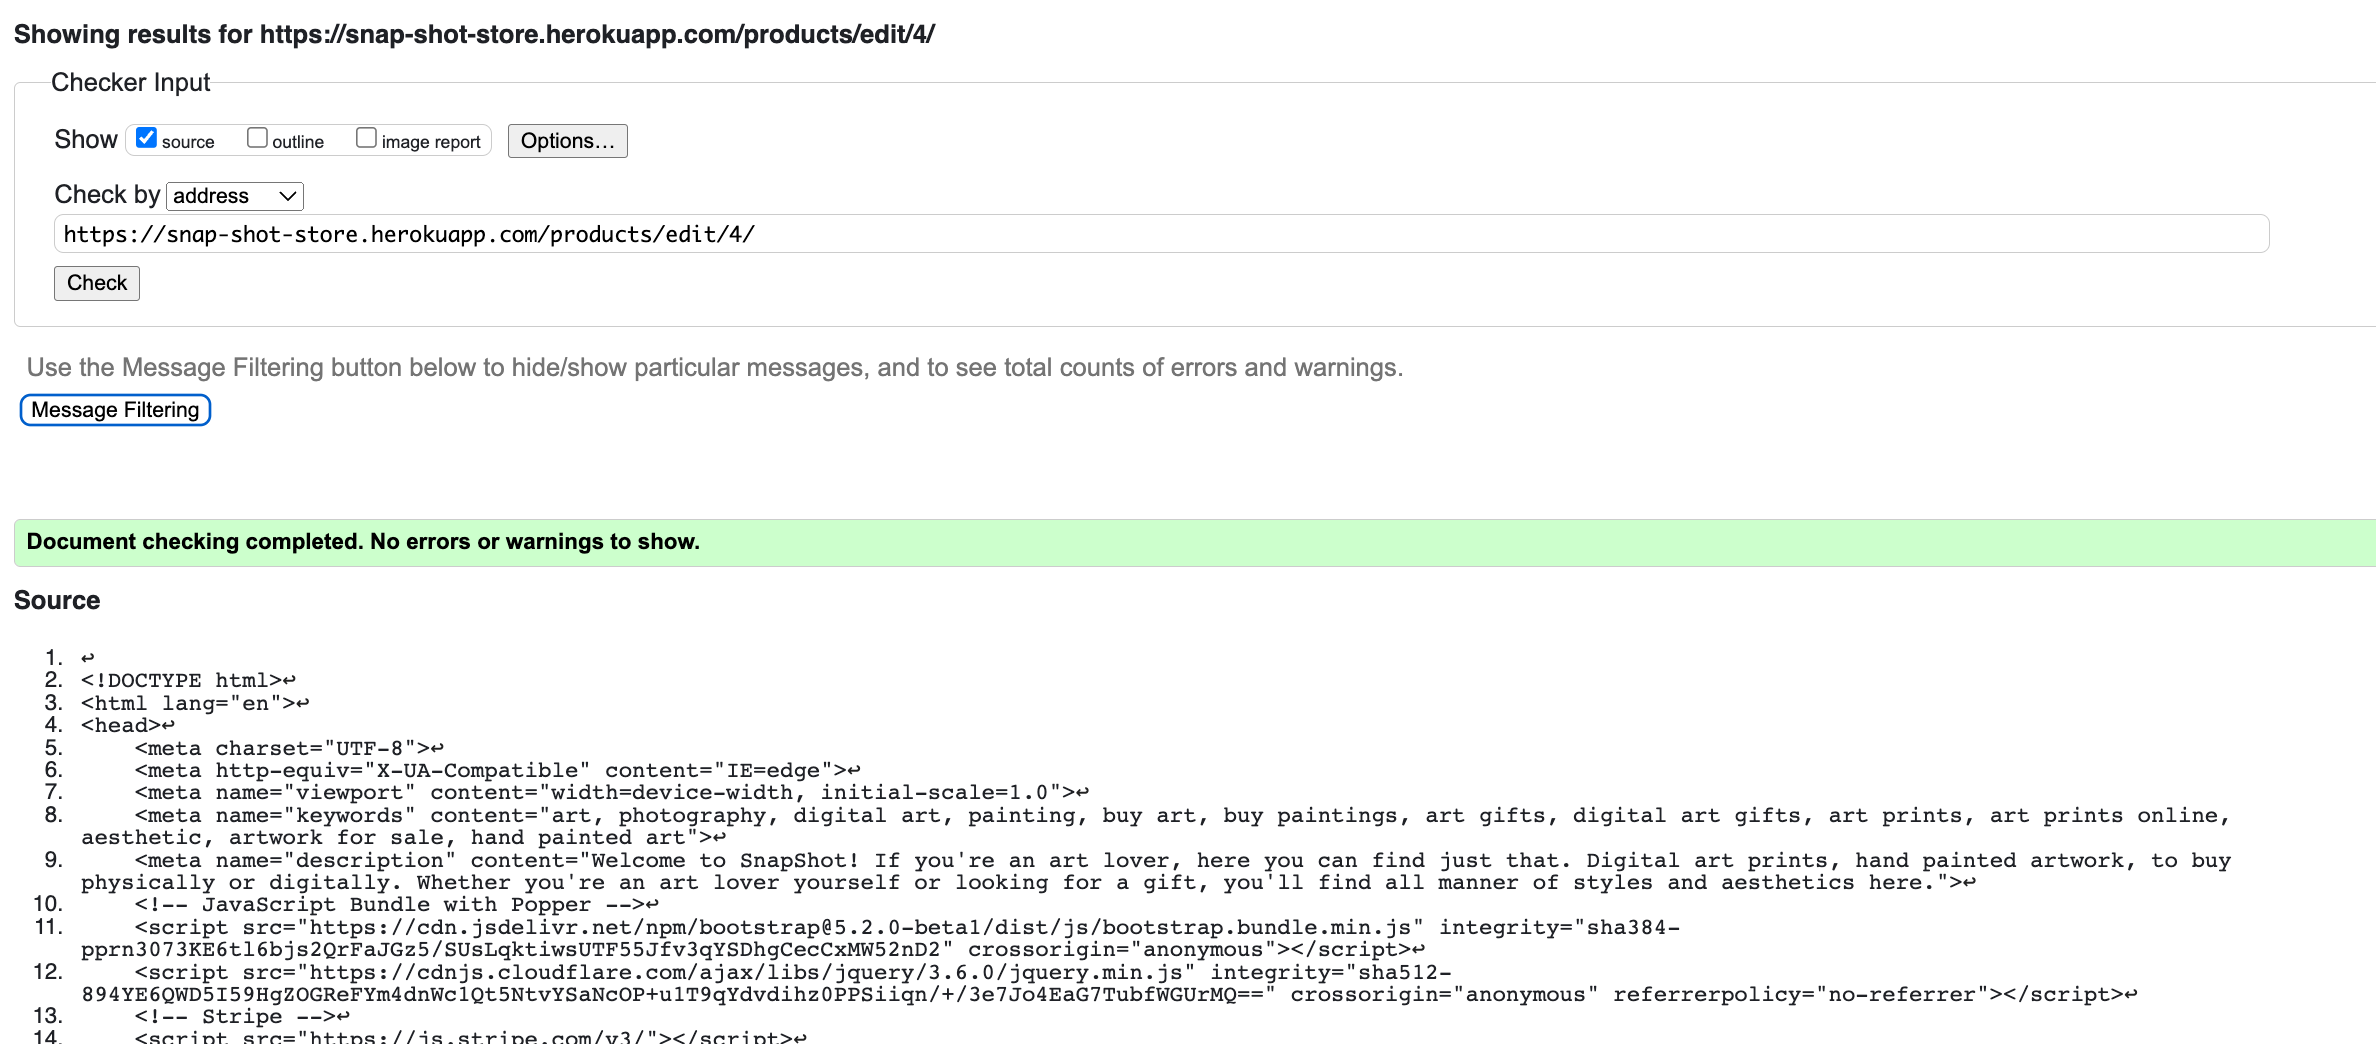 Showing results for https://snap-shot-store.herokuapp.com/products/edit/4/
Checker Input
Show source outline image report Options...
Check by address
https://snap-shot-store.herokuapp.com/products/edit/4/
Check
Use the Message Filtering button below to hide/show particular messages, and to see total counts of errors and warnings.
Message Filtering
Document checking completed. No errors or warnings to show.
Source
1. ↩
2. <!DOCTYPE html>↩
3. <html lang="en">↩
4. <head>↩
5. <meta charset="UTF-8">↩
6. <meta http-equiv="X-UA-Compatible" content="IE=edge">↩
7. <meta name="viewport" content="width=device-width, initial-scale=1.0">↩
8. <meta name="keywords" content="art, photography, digital art, painting, buy art, buy paintings, art gifts, digital art gifts, art prints, art prints online,
aesthetic, artwork for sale, hand painted art">↩
9. <meta name="description" content="Welcome to SnapShot! If you're an art lover, here you can find just that. Digital art prints, hand painted artwork, to buy
physically or digitally. Whether you're an art lover yourself or looking for a gift, you'll find all manner of styles and aesthetics here.">↩
10. <!-- JavaScript Bundle with Popper -->↩
11. <script src="https://cdn.jsdelivr.net/npm/bootstrap@5.2.0-beta1/dist/js/bootstrap.bundle.min.js" integrity="sha384-
pprn3073KE6tl6bjs2QrFaJGz5/SUsLqktiwsUTF55Jfv3qYSDhgCecCxMW52nD2" crossorigin="anonymous"></script>↩
12. <script src="https://cdnjs.cloudflare.com/ajax/libs/jquery/3.6.0/jquery.min.js" integrity="sha512-
894YE6QWD5I59HgZOGReFYm4dnWc1Qt5NtvYSaNcOP+u1T9qYdvdihz0PPSiiqn/+/3e7Jo4EaG7TubfWGUrMQ==" crossorigin="anonymous" referrerpolicy="no-referrer"></script>↩
13. <!-- Stripe -->↩
14. <script src="https://js.stripe.com/v3/"></script>↩